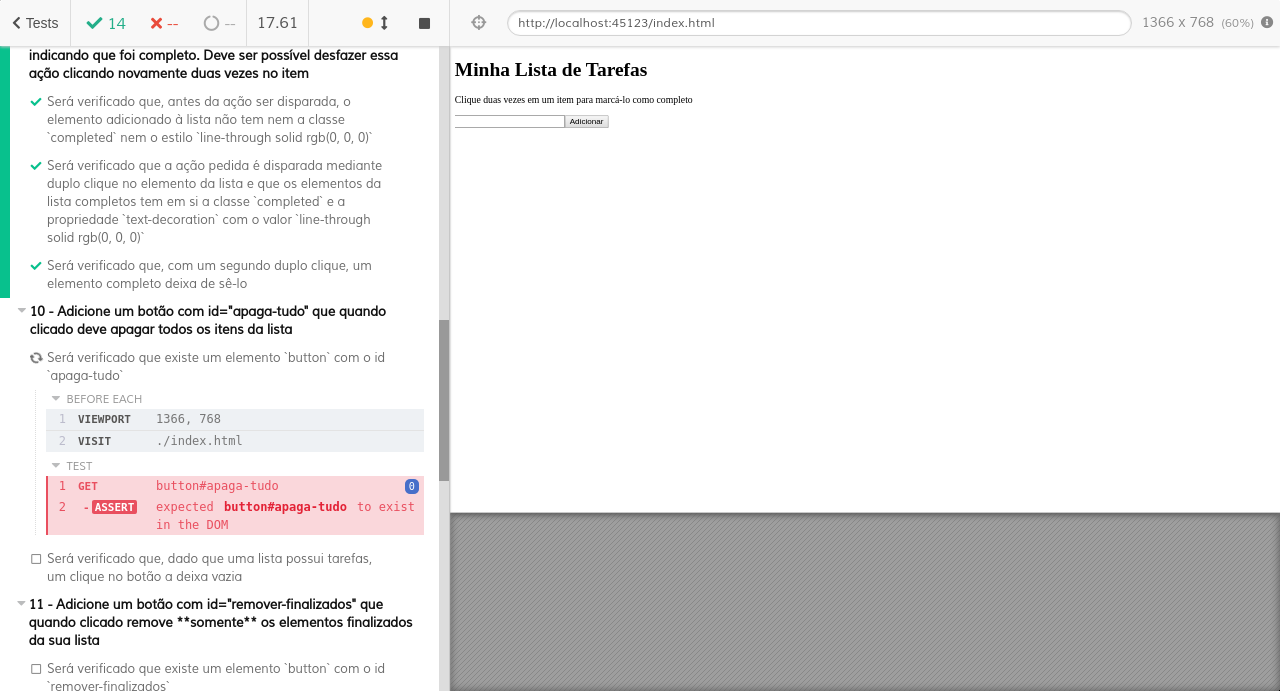 Tests
14
--
--
17.61
http://localhost:45123/index.html
1366 x 768 (60%)
indicando que foi completo. Deve ser possível desfazer essa
ação clicando novamente duas vezes no item
Será verificado que, antes da ação ser disparada, o
elemento adicionado à lista não tem nem a classe
`completed` nem o estilo `line-through solid rgb(0, 0, 0)`
Será verificado que a ação pedida é disparada mediante
duplo clique no elemento da lista e que os elementos da
lista completos tem em si a classe `completed` e a
propriedade `text-decoration` com o valor `line-through
solid rgb(0, 0, 0)`
Será verificado que, com um segundo duplo clique, um
elemento completo deixa de sê-lo
10 - Adicione um botão com id="apaga-tudo" que quando
clicado deve apagar todos os itens da lista
Será verificado que existe um elemento `button` com o id
`apaga-tudo`
BEFORE EACH
1 VIEWPORT 1366, 768
2 VISIT ./index.html
TEST
1 GET button#apaga-tudo 0
2 -ASSERT expected button#apaga-tudo to exist
in the DOM
Será verificado que, dado que uma lista possui tarefas,
um clique no botão a deixa vazia
11 - Adicione um botão com id="remover-finalizados" que
quando clicado remove **somente** os elementos finalizados
da sua lista
Será verificado que existe um elemento `button` com o id
`remover-finalizados`
Minha Lista de Tarefas
Clique duas vezes em um item para marcá-lo como completo
Adicionar